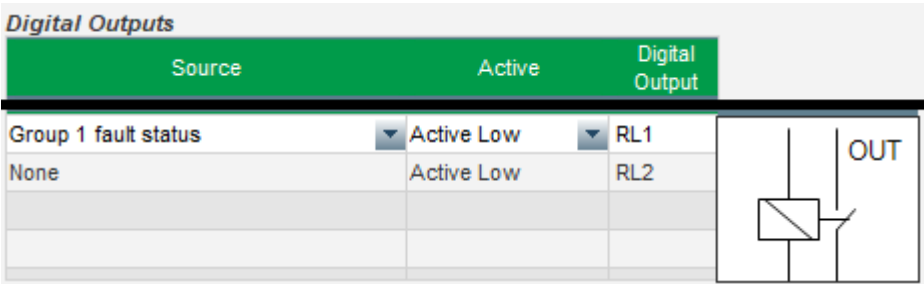 Digital Outputs
Source Active Digital Output
Group 1 fault status Active Low RL1
None Active Low RL2
OUT